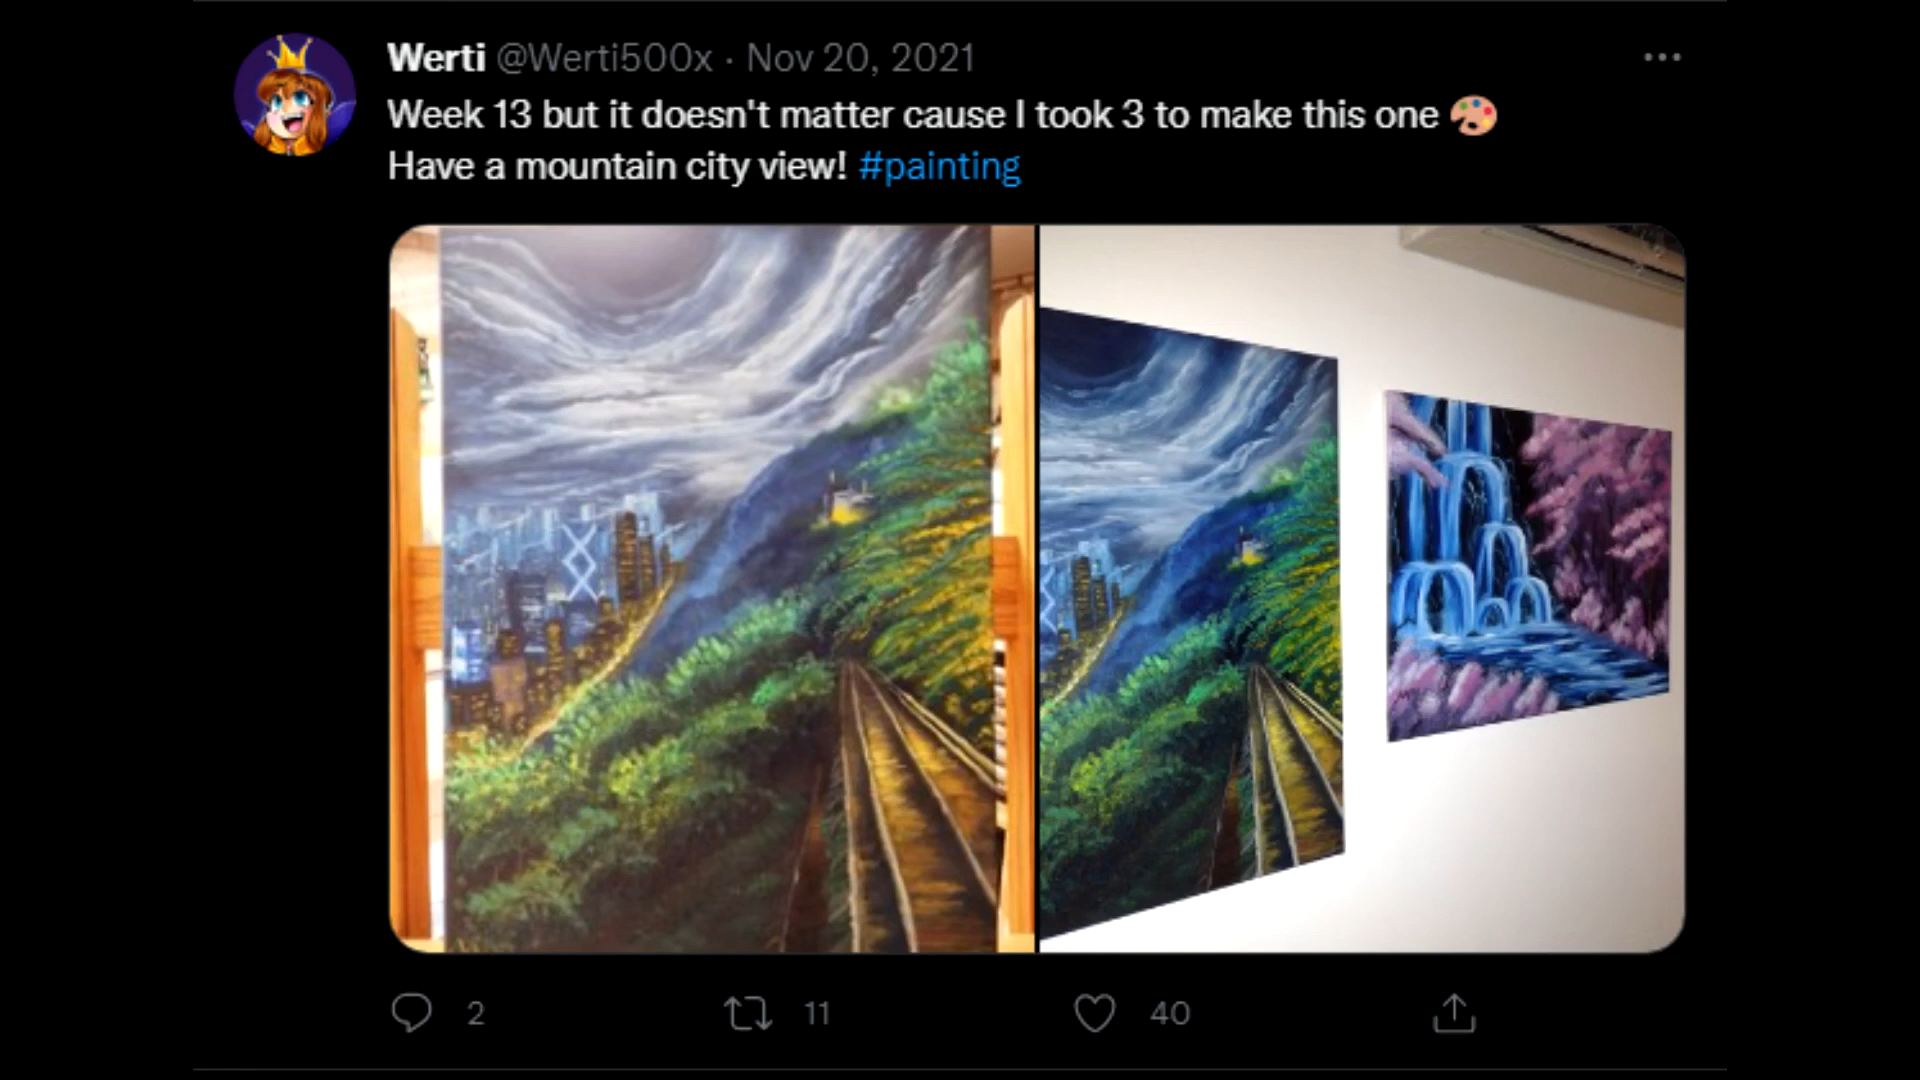 Werti @Werti500x · Nov 20, 2021
Week 13 but it doesn't matter cause I took 3 to make this one 🎨
Have a mountain city view! #painting
2 11 40